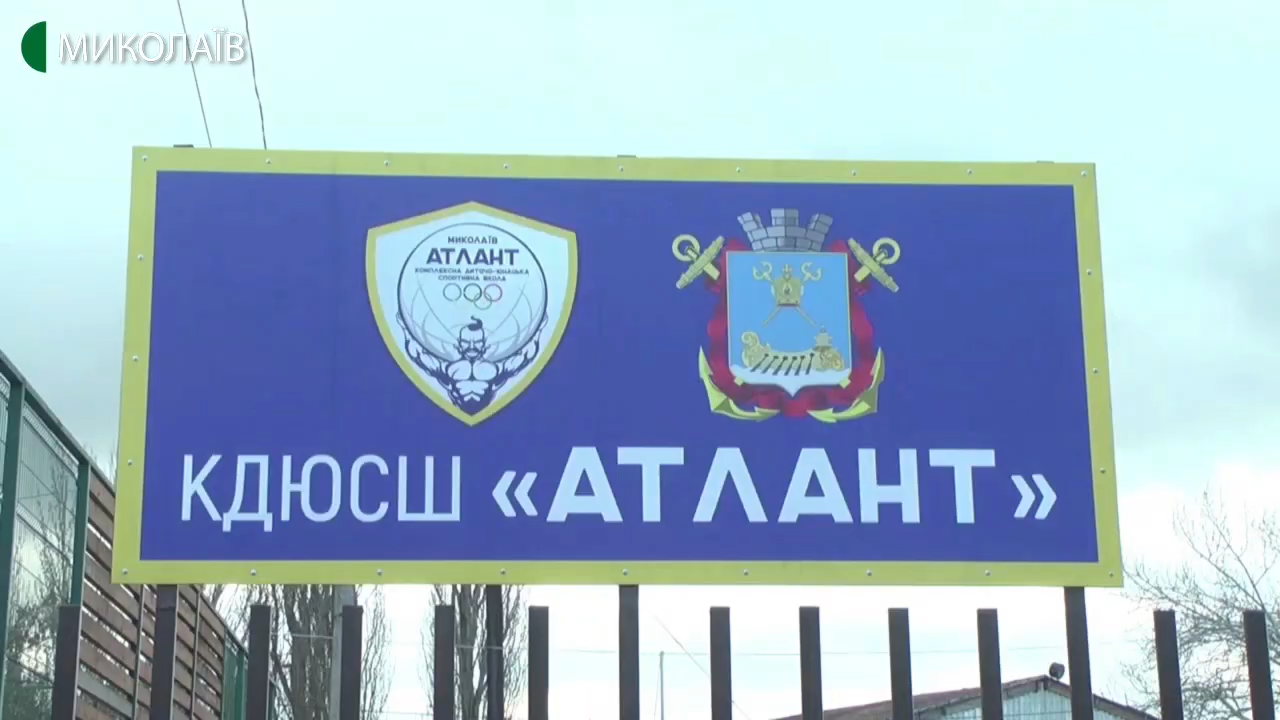 МИКОЛАЇВ
МИКОЛАЇВ
АТЛАНТ
КОМПЛЕКСНА ДИТЯЧО-ЮНАЦЬКА
СПОРТИВНА ШКОЛА
КДЮСШ «АТЛАНТ»